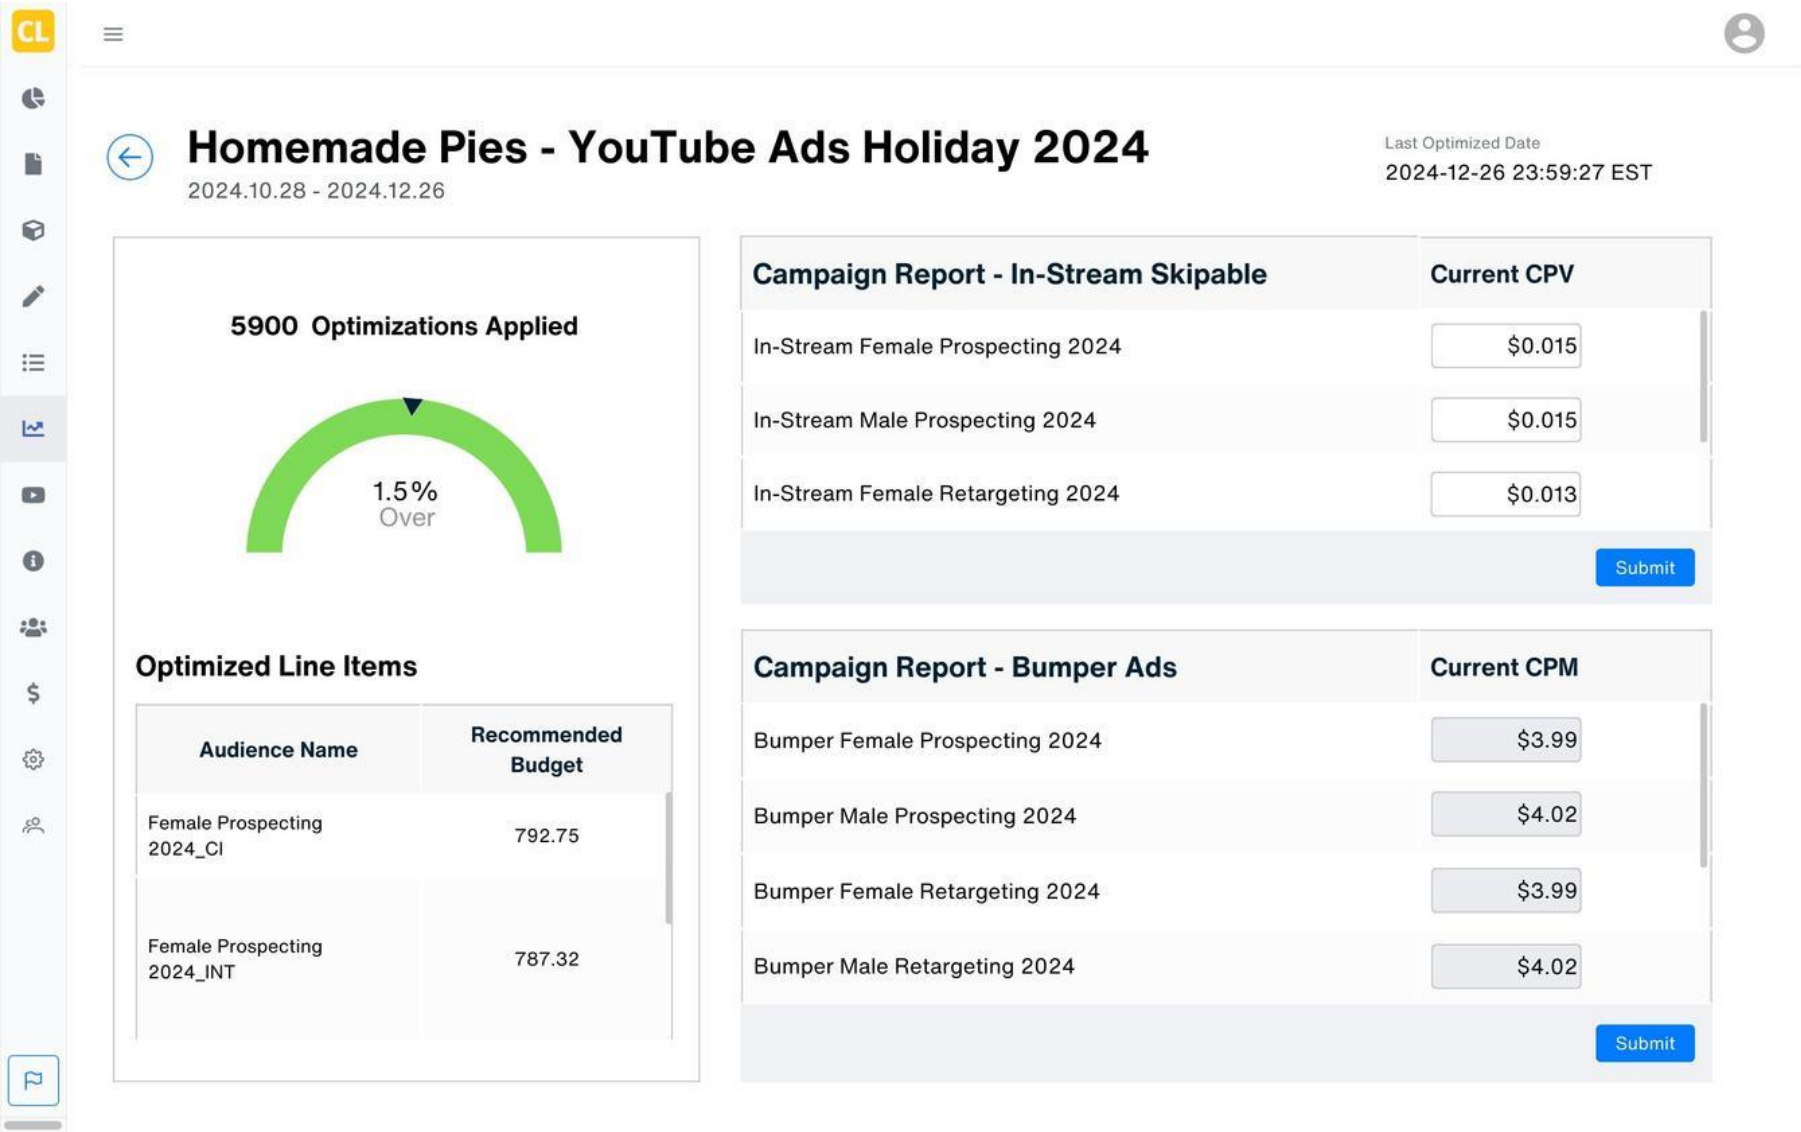 CL
Homemade Pies - YouTube Ads Holiday 2024
2024.10.28 - 2024.12.26
Last Optimized Date
2024-12-26 23:59:27 EST
5900 Optimizations Applied
1.5%
Over
Optimized Line Items
Audience Name
Recommended
Budget
Female Prospecting
2024_CI
792.75
Female Prospecting
2024_INT
787.32
Campaign Report - In-Stream Skipable
Current CPV
In-Stream Female Prospecting 2024
$0.015
In-Stream Male Prospecting 2024
$0.015
In-Stream Female Retargeting 2024
$0.013
Submit
Campaign Report - Bumper Ads
Current CPM
Bumper Female Prospecting 2024
$3.99
Bumper Male Prospecting 2024
$4.02
Bumper Female Retargeting 2024
$3.99
Bumper Male Retargeting 2024
$4.02
Submit